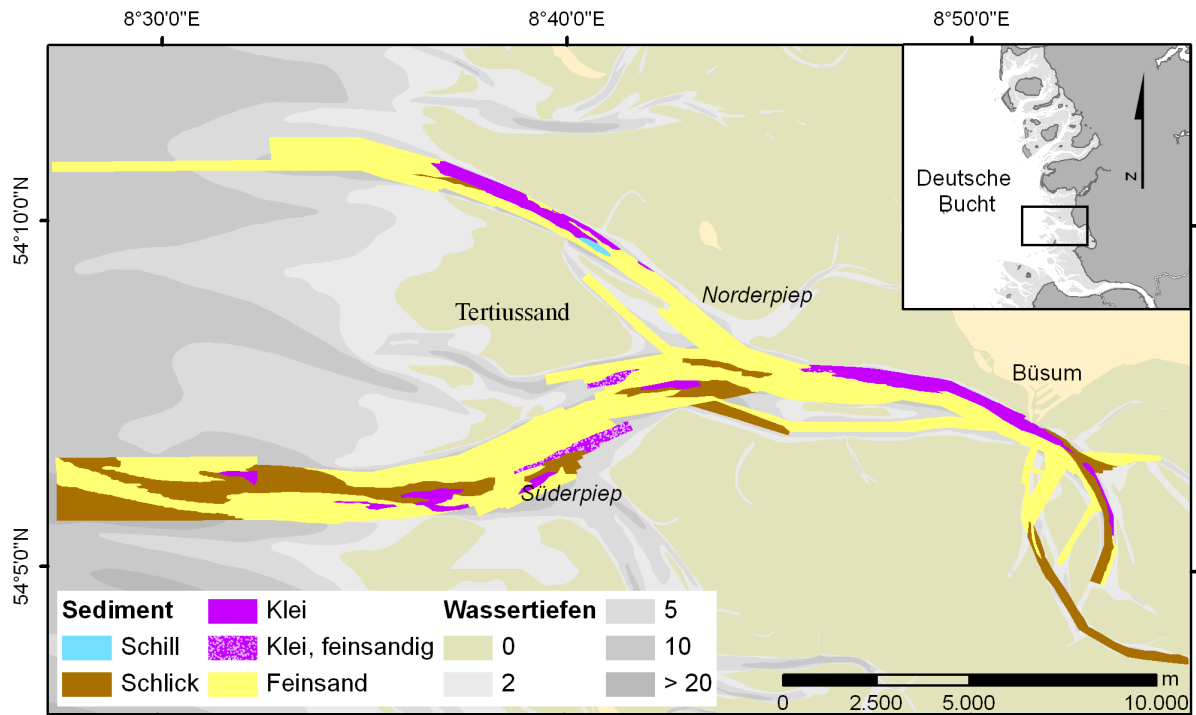 8°30'0"E
8°40'0"E
8°50'0"E
54°10'0"N
54°5'0"N
Deutsche
Bucht
N
Norderpiep
Tertiussand
Büsum
Süderpiep
Sediment
Schill
Schlick
Klei
Klei, feinsandig
Feinsand
Wassertiefen
0
2
5
10
> 20
m
0
2.500
5.000
10.000